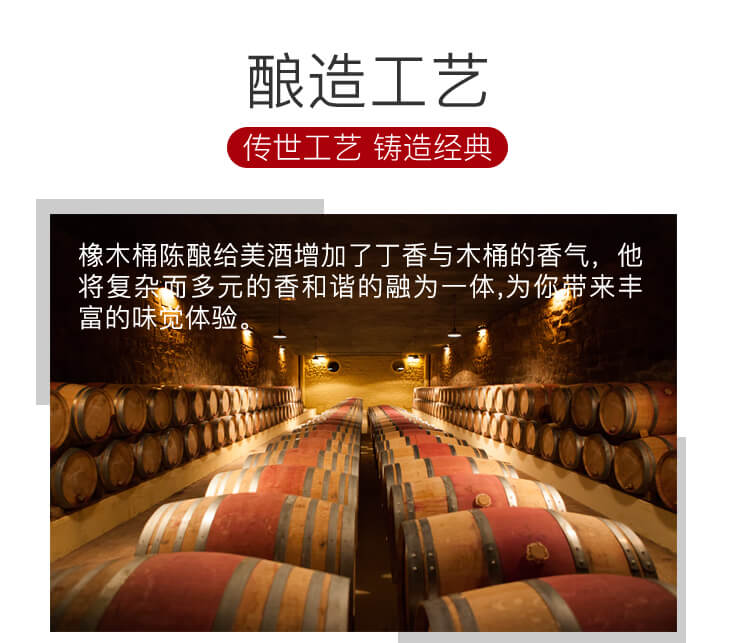 酿造工艺
传世工艺 铸造经典
橡木桶陈酿给美酒增加了丁香与木桶的香气，他
将复杂而多元的香和谐的融为一体,为你带来丰
富的味觉体验。